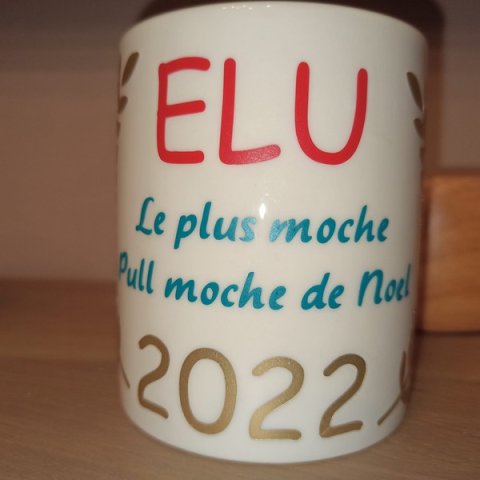 ELU
Le plus moche
Pull moche de Noel
2022